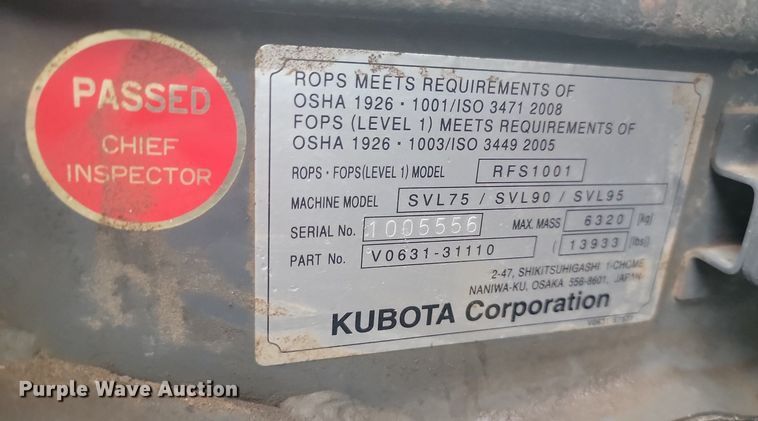 PASSED
CHIEF
INSPECTOR
ROPS MEETS REQUIREMENTS OF
OSHA 1926 · 1001/ISO 3471 2008
FOPS (LEVEL 1) MEETS REQUIREMENTS OF
OSHA 1926 · 1003/ISO 3449 2005
ROPS · FOPS(LEVEL 1) MODEL RFS1001
MACHINE MODEL SVL75 / SVL90 / SVL95
SERIAL No. 1005556 MAX. MASS 6320 [kg]
PART No. V0631-31110 ( 13933 [lbs])
2-47, SHIKITSUHIGASHI 1-CHOME
NANIWA-KU, OSAKA 556-8601, JAPAN
KUBOTA Corporation
Purple Wave Auction